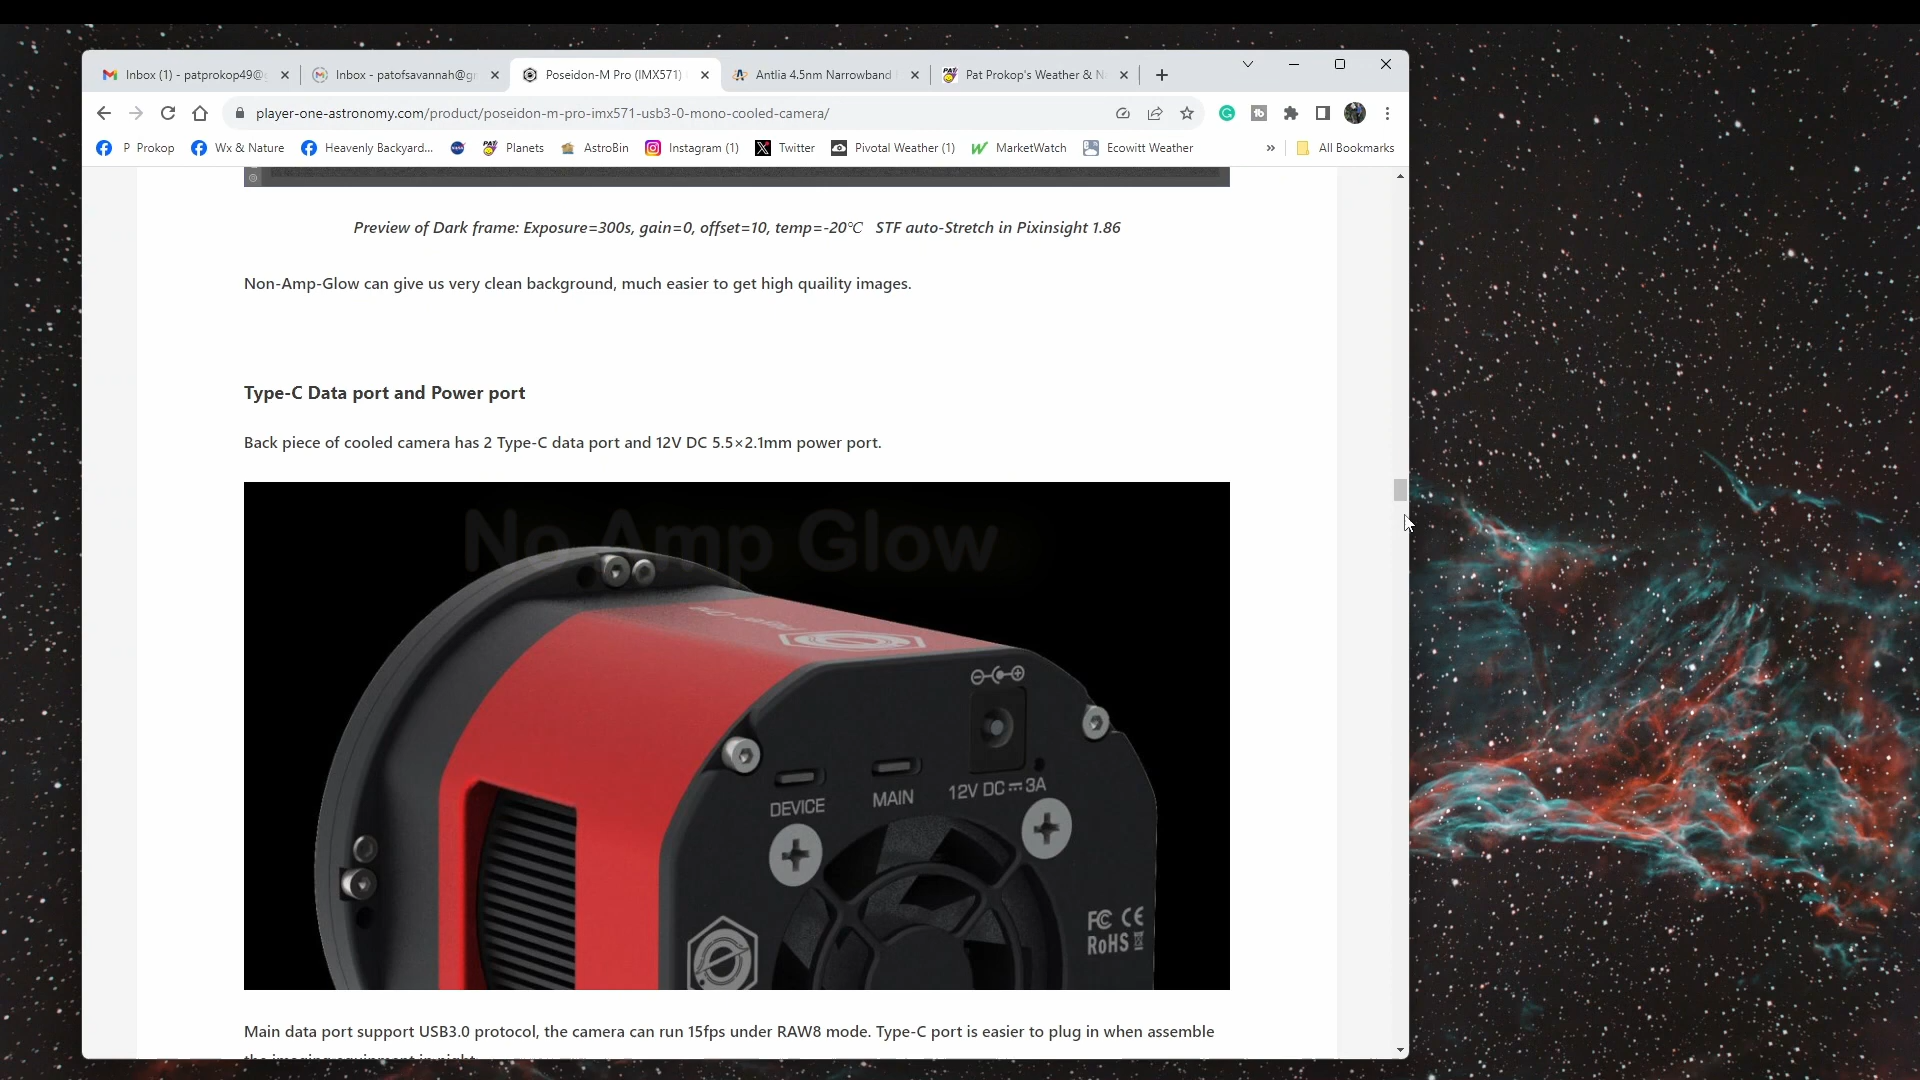 Inbox (1) - patprokop49@
Inbox - patofsavannah@gr
Poseidon-M Pro (IMX571)
Antlia 4.5nm Narrowband
Pat Prokop's Weather & N
player-one-astronomy.com/product/poseidon-m-pro-imx571-usb3-0-mono-cooled-camera/
P Prokop
Wx & Nature
Heavenly Backyard...
Planets
AstroBin
Instagram (1)
Twitter
Pivotal Weather (1)
MarketWatch
Ecowitt Weather
»
All Bookmarks
Preview of Dark frame: Exposure=300s, gain=0, offset=10, temp=-20℃ STF auto-Stretch in Pixinsight 1.86
Non-Amp-Glow can give us very clean background, much easier to get high quaility images.
Type-C Data port and Power port
Back piece of cooled camera has 2 Type-C data port and 12V DC 5.5×2.1mm power port.
No Amp Glow
Player One
DEVICE
MAIN
12V DC ⎓ 3A
FC CE
RoHS
Main data port support USB3.0 protocol, the camera can run 15fps under RAW8 mode. Type-C port is easier to plug in when assemble